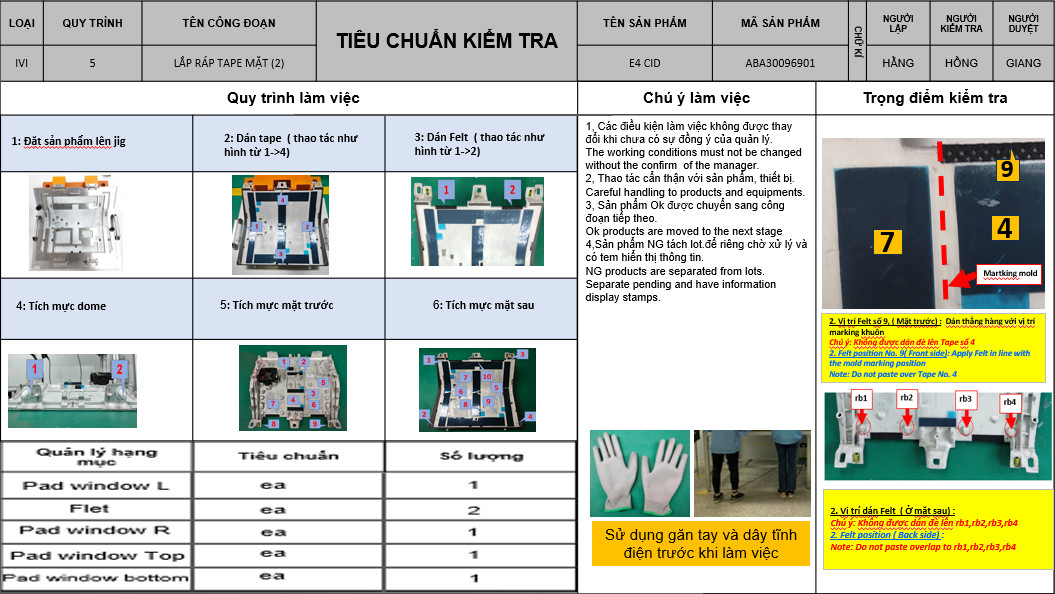 LOẠI
QUY TRÌNH
TÊN CÔNG ĐOẠN
TIÊU CHUẨN KIỂM TRA
TÊN SẢN PHẨM
MÃ SẢN PHẨM
CHỮ KÍ
NGƯỜI
LẬP
NGƯỜI
KIỂM TRA
NGƯỜI
DUYỆT
IVI
5
LẮP RÁP TAPE MẶT (2)
E4 CID
ABA30096901
HẰNG
HỒNG
GIANG
Quy trình làm việc
Chú ý làm việc
Trọng điểm kiểm tra
1: Đặt sản phẩm lên jig
2: Dán tape ( thao tác như
hình từ 1->4)
3: Dán Felt ( thao tác như
hình từ 1->2)
4
1
2
3
1
2
4: Tích mực dome
5: Tích mực mặt trước
6: Tích mực mặt sau
1
2
1
2
5
3
4
7
6
8
9
1
3
7
10
6
5
8
9
2
4
Quản lý hạng
mục
Tiêu chuẩn
Số lượng
Pad window L
ea
1
Flet
ea
2
Pad window R
ea
1
Pad window Top
ea
1
Pad window bottom
ea
1
1, Các điều kiện làm việc không được thay
đổi khi chưa có sự đồng ý của quản lý.
The working conditions must not be changed
without the confirm of the manager.
2, Thao tác cẩn thận với sản phẩm, thiết bị.
Careful handling to products and equipments.
3, Sản phẩm Ok được chuyển sang công
đoạn tiếp theo.
Ok products are moved to the next stage
4,Sản phẩm NG tách lot.để riêng chờ xử lý và
có tem hiển thị thông tin.
NG products are separated from lots.
Separate pending and have information
display stamps.
Sử dụng găn tay và dây tĩnh
điện trước khi làm việc
9
7
4
Martking mold
2. Vị trí Felt số 9, ( Mặt trước) : Dán thẳng hàng với vị trí
marking khuôn
Chú ý: Không được dán đè lên Tape số 4
2. Felt position No. 9( Front side): Apply Felt in line with
the mold marking position
Note: Do not paste over Tape No. 4
rb1
rb2
rb3
rb4
2. Vị trí dán Felt ( Ở mặt sau) :
Chú ý: Không được dán đè lên rb1,rb2,rb3,rb4
2. Felt position ( Back side) :
Note: Do not paste overlap to rb1,rb2,rb3,rb4